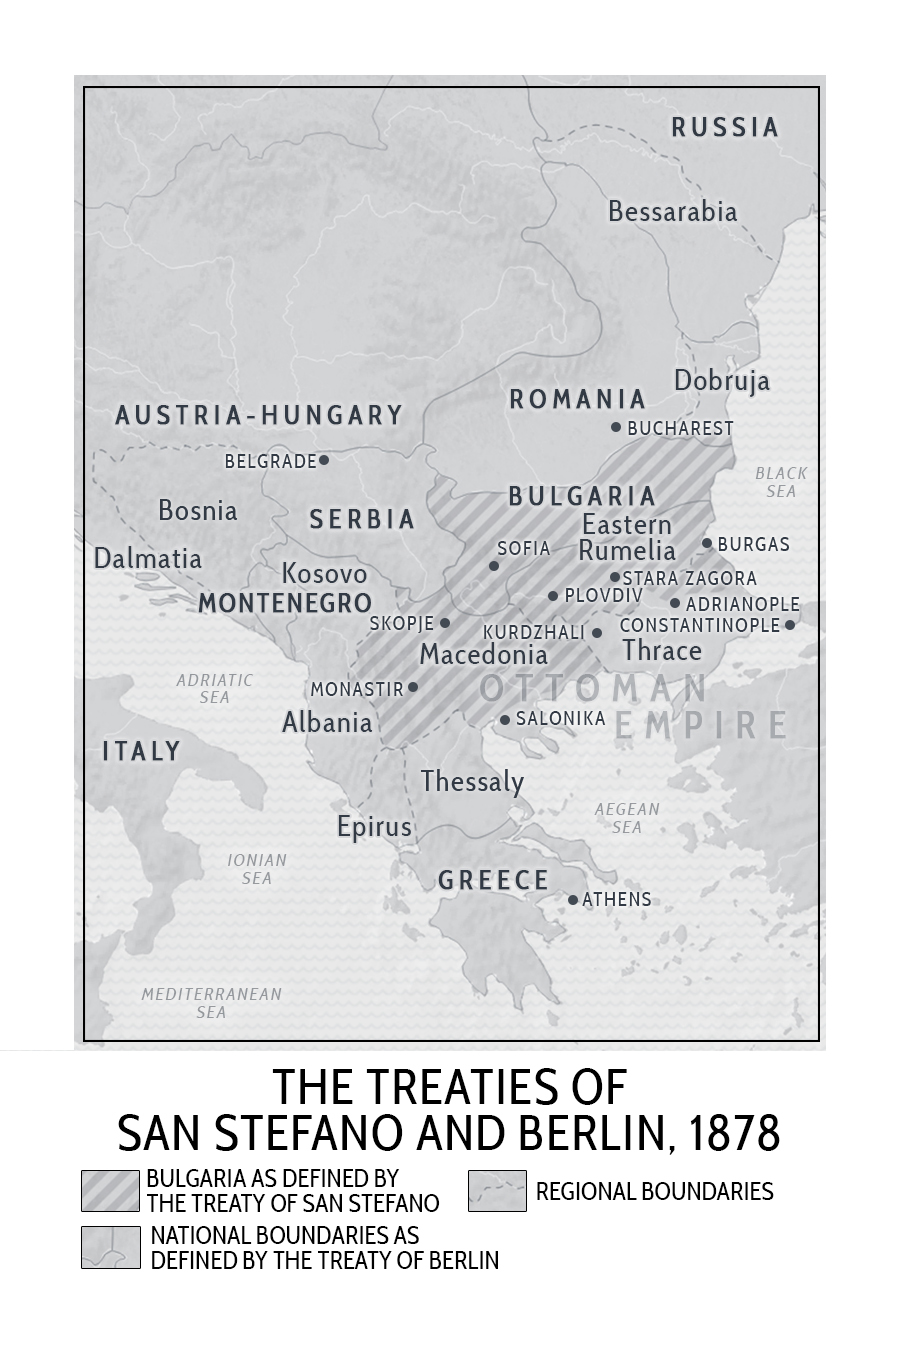 RUSSIA
Bessarabia
Dobruja
ROMANIA
AUSTRIA-HUNGARY
BUCHAREST
BELGRADE
BLACK
SEA
BULGARIA
Bosnia
SERBIA
Eastern
Rumelia
SOFIA
BURGAS
Dalmatia
Kosovo
STARA ZAGORA
PLOVDIV
MONTENEGRO
ADRIANOPLE
SKOPJE
KURDZHALI
CONSTANTINOPLE
Macedonia
Thrace
ADRIATIC
SEA
MONASTIR
OTTOMAN
EMPIRE
Albania
SALONIKA
ITALY
Thessaly
AEGEAN
SEA
Epirus
IONIAN
SEA
GREECE
ATHENS
MEDITERRANEAN
SEA
THE TREATIES OF
SAN STEFANO AND BERLIN, 1878
BULGARIA AS DEFINED BY
THE TREATY OF SAN STEFANO
REGIONAL BOUNDARIES
NATIONAL BOUNDARIES AS
DEFINED BY THE TREATY OF BERLIN